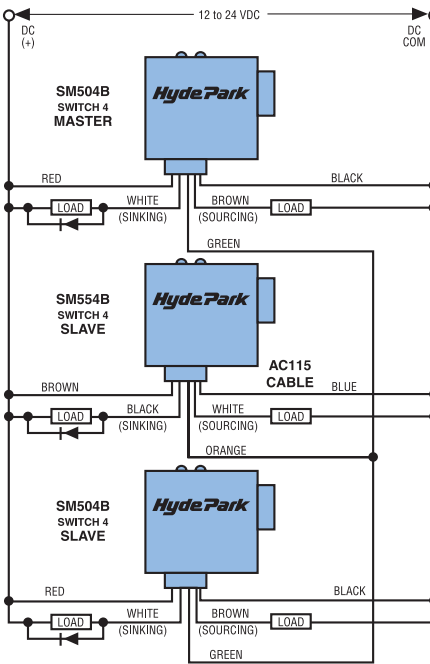 12 to 24 VDC
DC
(+)
DC
COM
SM504B
SWITCH 4
MASTER
HydePark
RED
BLACK
LOAD
WHITE
(SINKING)
BROWN
(SOURCING)
LOAD
GREEN
SM554B
SWITCH 4
SLAVE
HydePark
AC115
CABLE
BROWN
BLUE
LOAD
BLACK
(SINKING)
WHITE
(SOURCING)
LOAD
ORANGE
SM504B
SWITCH 4
SLAVE
HydePark
RED
BLACK
LOAD
WHITE
(SINKING)
BROWN
(SOURCING)
LOAD
GREEN